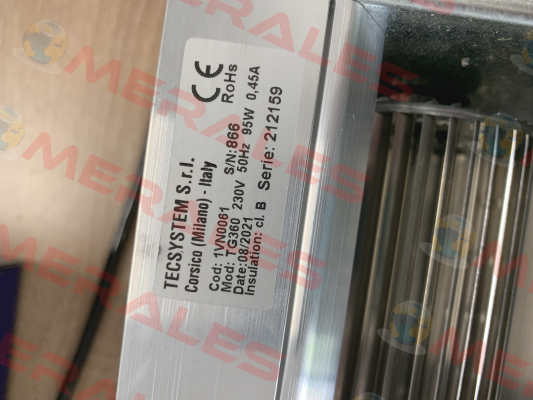 TECSYSTEM S.r.l.
Corsico (Milano) - Italy
CE
Cod: 1VN0061 S/N:866 RoHs
Mod: TG360 230V 50Hz 95W 0,45A
Date:08/2021
Insulation: cl. B Serie: 212159
MERALES
MERALES
MERALES
MERALES